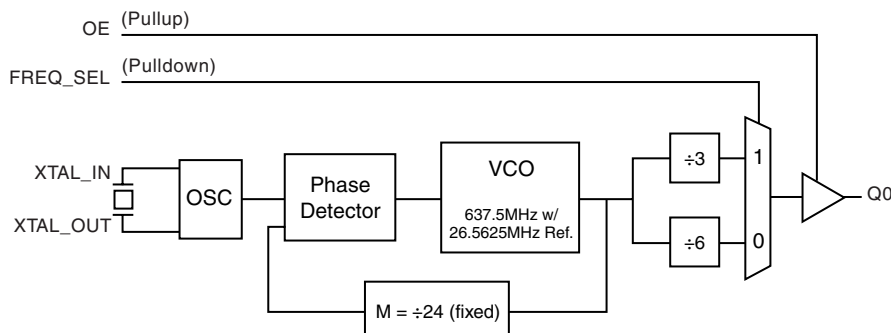 OE (Pullup)
FREQ_SEL (Pulldown)
XTAL_IN
XTAL_OUT
OSC
Phase
Detector
VCO
637.5MHz w/
26.5625MHz Ref.
M = ÷24 (fixed)
÷3
÷6
1
0
Q0